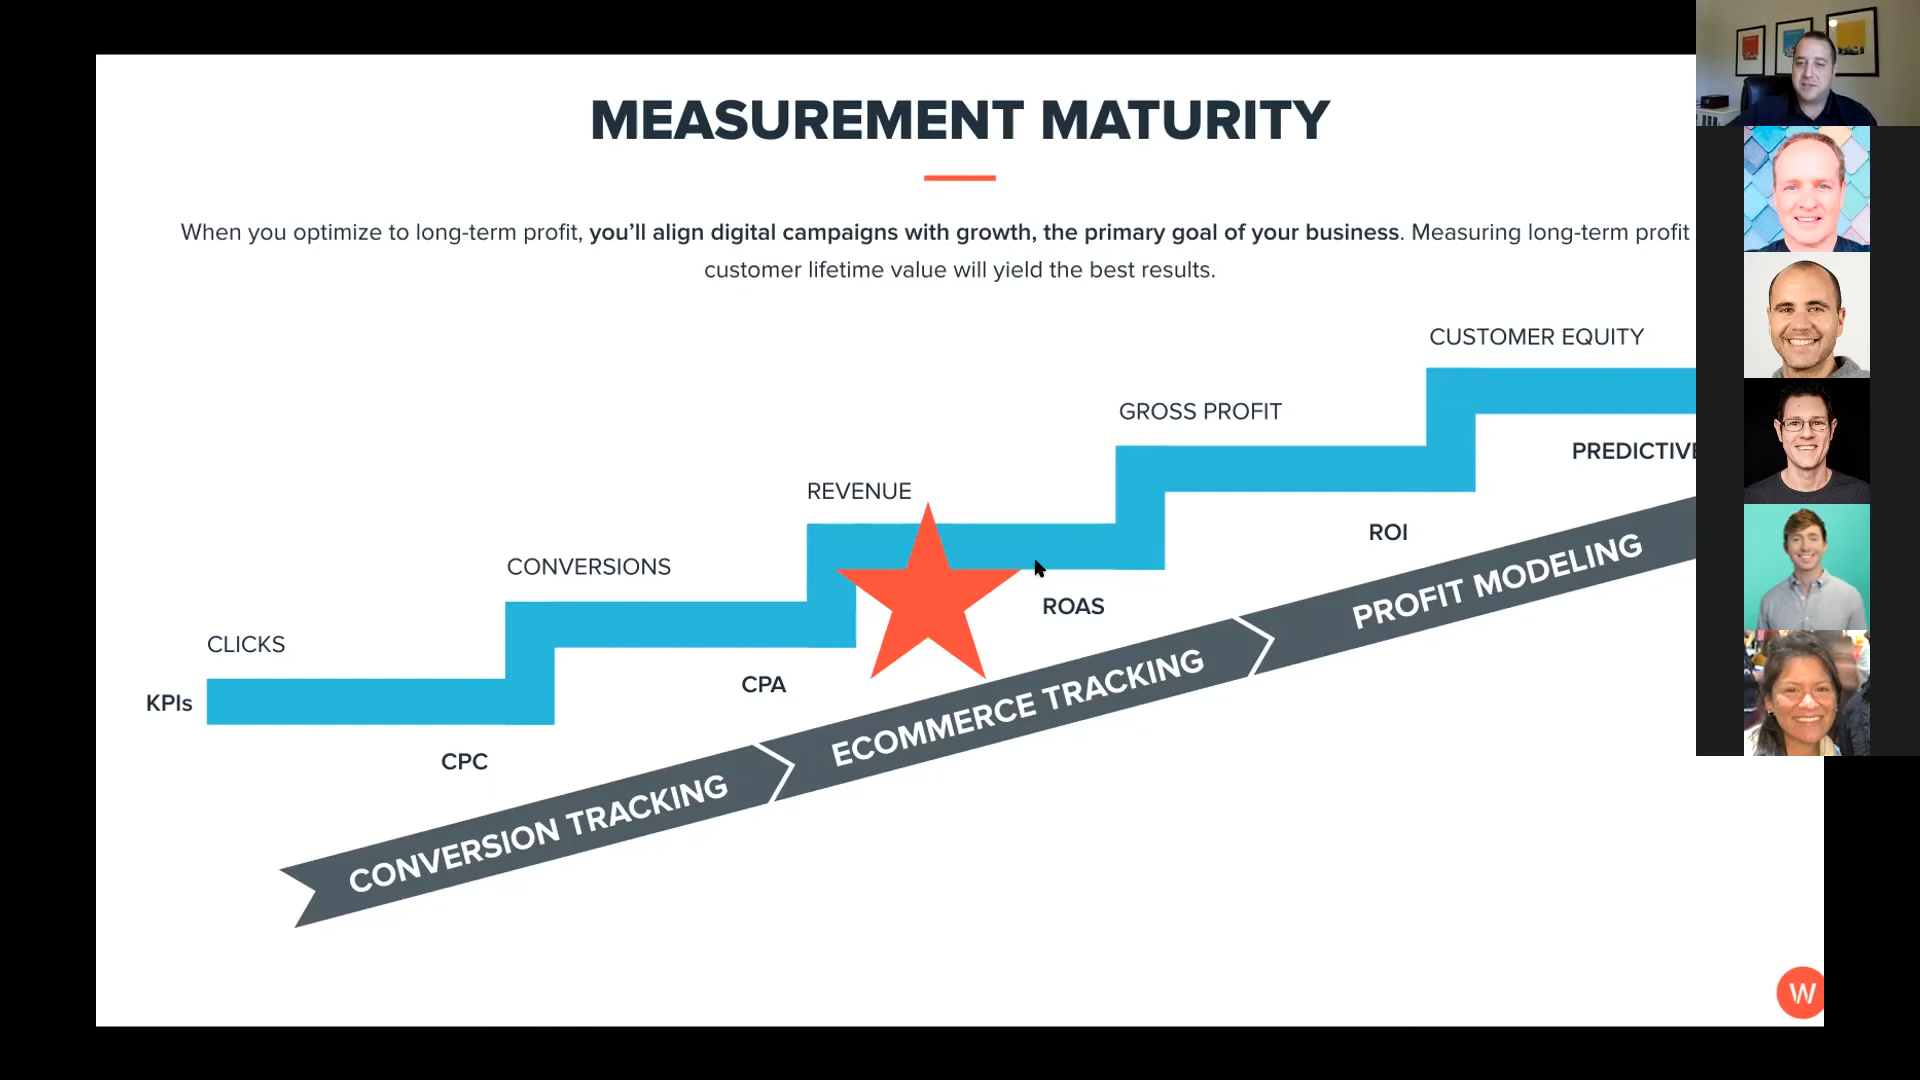 MEASUREMENT MATURITY
When you optimize to long-term profit, you’ll align digital campaigns with growth, the primary goal of your business. Measuring long-term profit
customer lifetime value will yield the best results.
CUSTOMER EQUITY
GROSS PROFIT
PREDICTIVE
REVENUE
ROI
CONVERSIONS
ROAS
CLICKS
CPA
KPIs
CPC
CONVERSION TRACKING
ECOMMERCE TRACKING
PROFIT MODELING
W